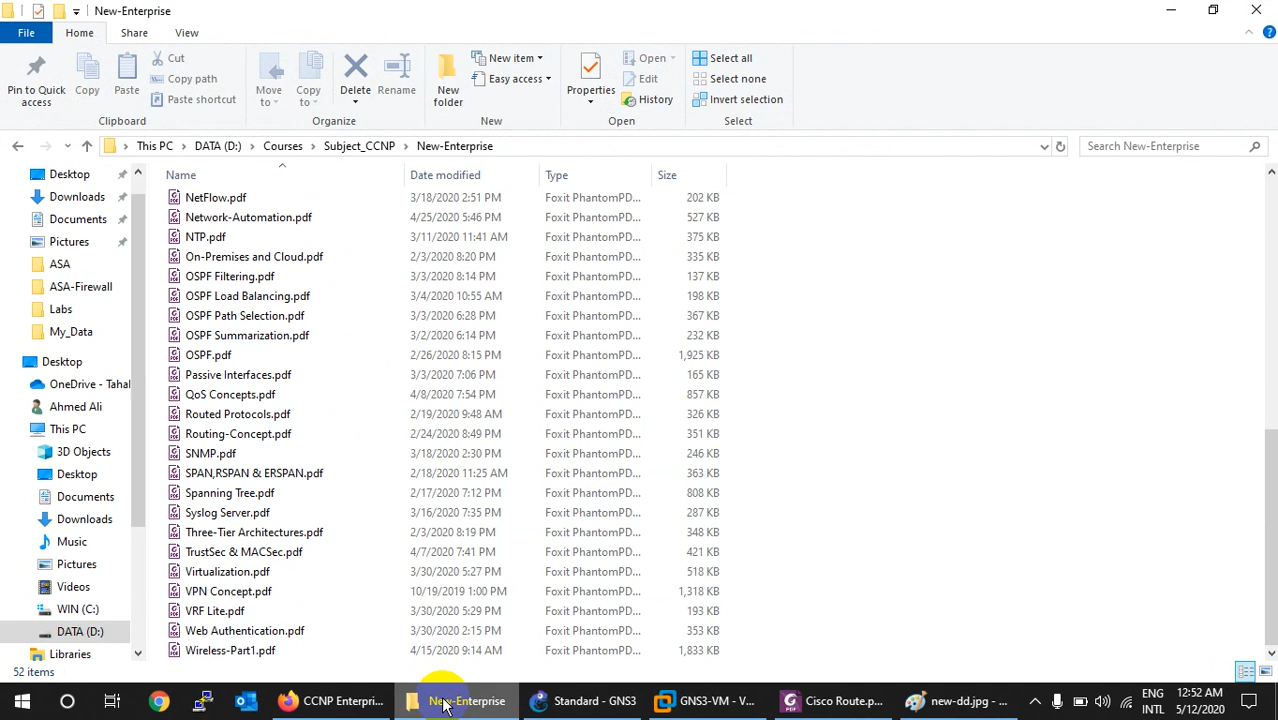 New-Enterprise
File Home Share View
Pin to Quick access
Copy
Paste
Cut
Copy path
Paste shortcut
Clipboard
Move to
Copy to
Delete
Rename
Organize
New folder
New item
Easy access
New
Properties
Open
Edit
History
Open
Select all
Select none
Invert selection
Select
This PC > DATA (D:) > Courses > Subject_CCNP > New-Enterprise
Search New-Enterprise
Desktop
Downloads
Documents
Pictures
ASA
ASA-Firewall
Labs
My_Data
Desktop
OneDrive - Tahal
Ahmed Ali
This PC
3D Objects
Desktop
Documents
Downloads
Music
Pictures
Videos
WIN (C:)
DATA (D:)
Libraries
Name Date modified Type Size
NetFlow.pdf 3/18/2020 2:51 PM Foxit PhantomPD... 202 KB
Network-Automation.pdf 4/25/2020 5:46 PM Foxit PhantomPD... 527 KB
NTP.pdf 3/11/2020 11:41 AM Foxit PhantomPD... 375 KB
On-Premises and Cloud.pdf 2/3/2020 8:20 PM Foxit PhantomPD... 335 KB
OSPF Filtering.pdf 3/3/2020 8:14 PM Foxit PhantomPD... 137 KB
OSPF Load Balancing.pdf 3/4/2020 10:55 AM Foxit PhantomPD... 198 KB
OSPF Path Selection.pdf 3/3/2020 6:28 PM Foxit PhantomPD... 367 KB
OSPF Summarization.pdf 3/2/2020 6:14 PM Foxit PhantomPD... 232 KB
OSPF.pdf 2/26/2020 8:15 PM Foxit PhantomPD... 1,925 KB
Passive Interfaces.pdf 3/3/2020 7:06 PM Foxit PhantomPD... 165 KB
QoS Concepts.pdf 4/8/2020 7:54 PM Foxit PhantomPD... 857 KB
Routed Protocols.pdf 2/19/2020 9:48 AM Foxit PhantomPD... 326 KB
Routing-Concept.pdf 2/24/2020 8:49 PM Foxit PhantomPD... 351 KB
SNMP.pdf 3/18/2020 2:30 PM Foxit PhantomPD... 246 KB
SPAN,RSPAN & ERSPAN.pdf 2/18/2020 11:25 AM Foxit PhantomPD... 363 KB
Spanning Tree.pdf 2/17/2020 7:12 PM Foxit PhantomPD... 808 KB
Syslog Server.pdf 3/16/2020 7:35 PM Foxit PhantomPD... 287 KB
Three-Tier Architectures.pdf 2/3/2020 8:19 PM Foxit PhantomPD... 348 KB
TrustSec & MACSec.pdf 4/7/2020 7:41 PM Foxit PhantomPD... 421 KB
Virtualization.pdf 3/30/2020 5:27 PM Foxit PhantomPD... 518 KB
VPN Concept.pdf 10/19/2019 1:00 PM Foxit PhantomPD... 1,318 KB
VRF Lite.pdf 3/30/2020 5:29 PM Foxit PhantomPD... 193 KB
Web Authentication.pdf 3/30/2020 2:15 PM Foxit PhantomPD... 353 KB
Wireless-Part1.pdf 4/15/2020 9:14 AM Foxit PhantomPD... 1,833 KB
52 items
CCNP Enterpri...
New-Enterprise
Standard - GNS3
GNS3-VM - V...
Cisco Route.p...
new-dd.jpg - ...
ENG
INTL
12:52 AM
5/12/2020